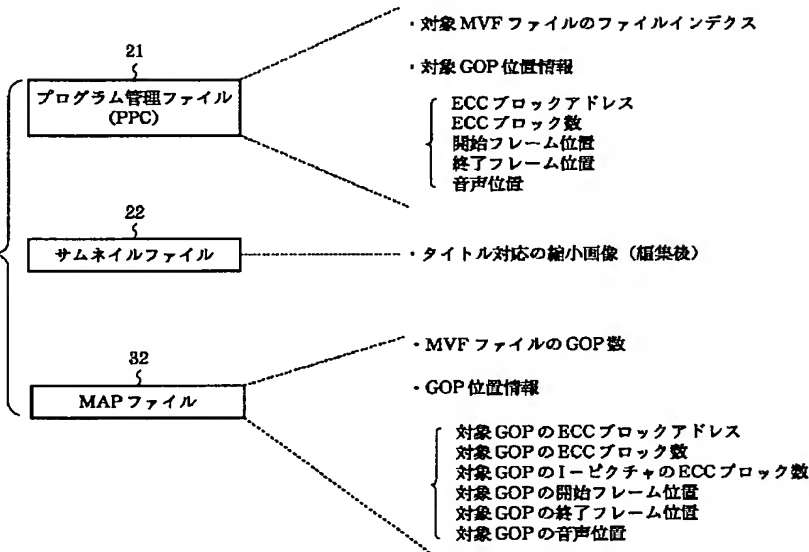 21
プログラム管理ファイル
(PPC)
・対象MVFファイルのファイルインデクス
・対象GOP位置情報
ECCブロックアドレス
ECCブロック数
開始フレーム位置
終了フレーム位置
音声位置
22
サムネイルファイル
・タイトル対応の縮小画像（編集後）
32
MAPファイル
・MVFファイルのGOP数
・GOP位置情報
対象GOPのECCブロックアドレス
対象GOPのECCブロック数
対象GOPのI－ピクチャのECCブロック数
対象GOPの開始フレーム位置
対象GOPの終了フレーム位置
対象GOPの音声位置